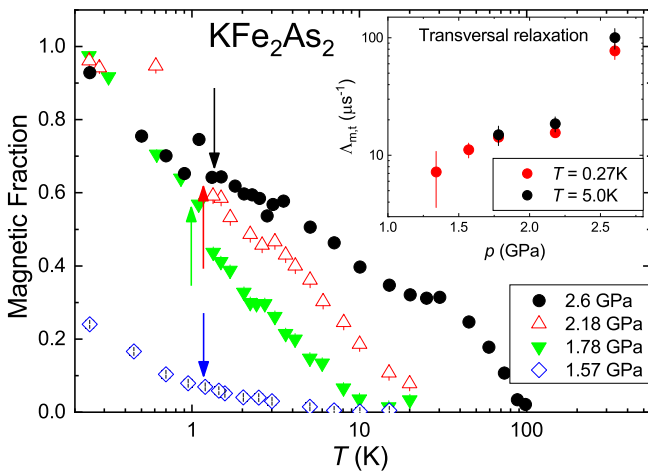 KFe₂As₂
Magnetic Fraction
1.0
0.8
0.6
0.4
0.2
0.0
1
10
100
T (K)
Transversal relaxation
Λm,t (μs⁻¹)
100
10
1.0
1.5
2.0
2.5
p (GPa)
T = 0.27K
T = 5.0K
2.6 GPa
2.18 GPa
1.78 GPa
1.57 GPa